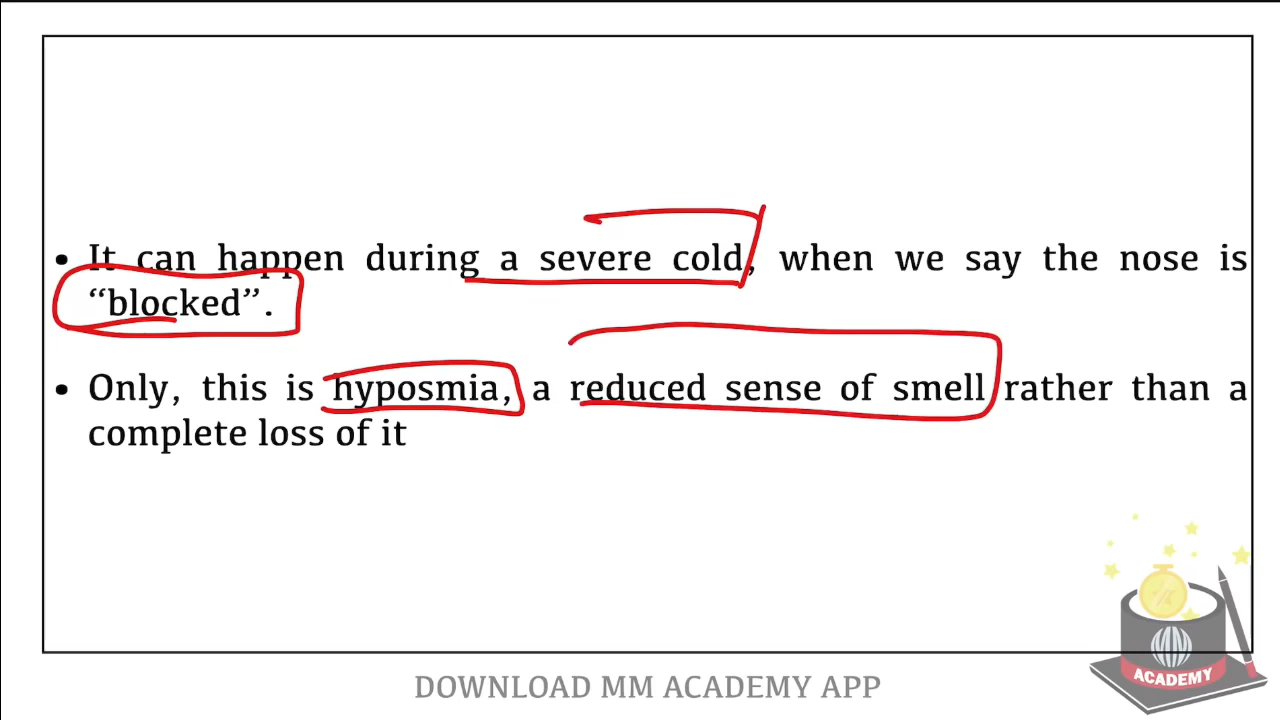 • It can happen during a severe cold, when we say the nose is
“blocked”.
• Only, this is hyposmia, a reduced sense of smell rather than a
complete loss of it
ACADEMY
DOWNLOAD MM ACADEMY APP